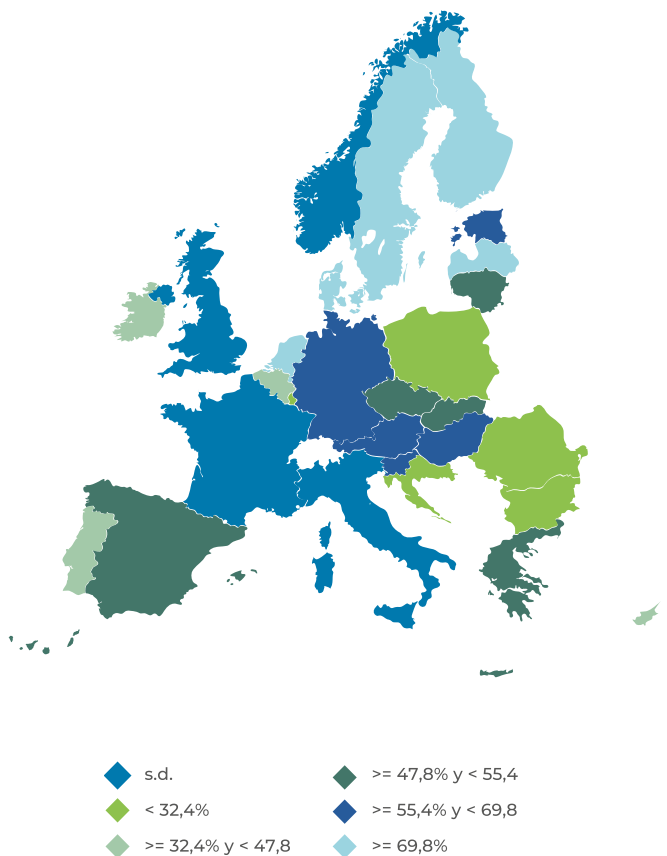 s.d.
< 32,4%
>= 32,4% y < 47,8
>= 47,8% y < 55,4
>= 55,4% y < 69,8
>= 69,8%